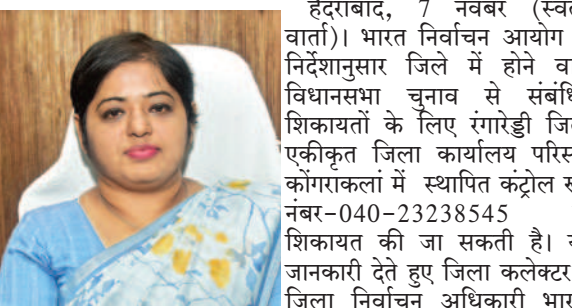 हैदराबाद, 7 नवंबर
वार्ता)। भारत निर्वाचन आयोग
निर्देशानुसार जिले में होने
विधानसभा चुनाव से
शिकायतों के लिए रंगारेड्डी
एकीकृत जिला कार्यालय
कोंगराकलां में स्थापित कंट्रोल
नंबर-040-23238545
शिकायत की जा सकती है।
जानकारी देते हुए जिला कलेक्टर
जिला निर्वाचन अधिकारी